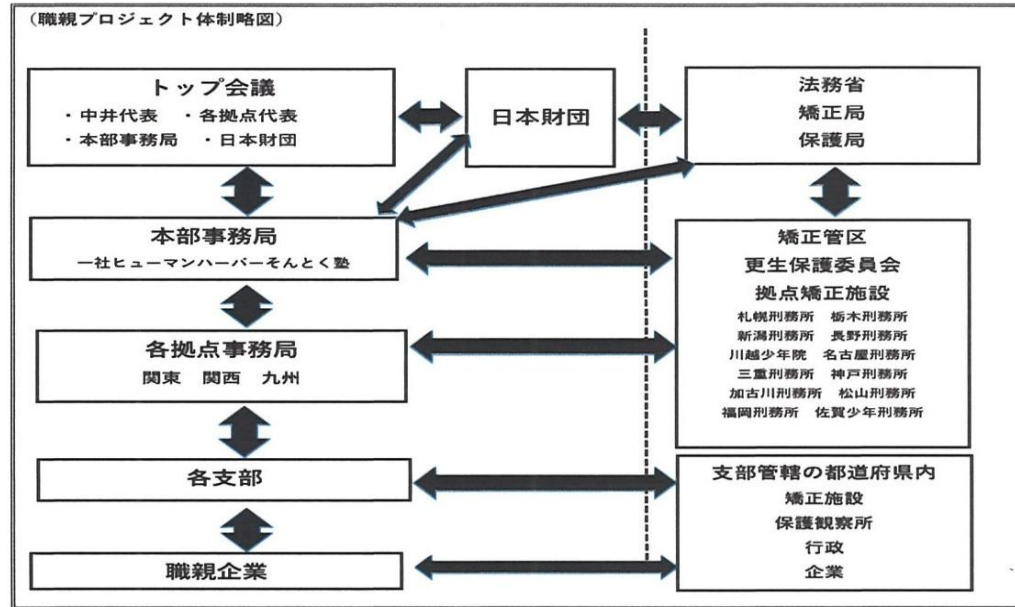 (職親プロジェクト体制略図)
トップ会議
・中井代表 ・各拠点代表
・本部事務局 ・日本財団
日本財団
法務省
矯正局
保護局
本部事務局
一社ヒューマンハーバーそんとく塾
矯正管区
更生保護委員会
拠点矯正施設
札幌刑務所 栃木刑務所
新潟刑務所 長野刑務所
川越少年院 名古屋刑務所
三重刑務所 神戸刑務所
加古川刑務所 松山刑務所
福岡刑務所 佐賀少年刑務所
各拠点事務局
関東 関西 九州
各支部
支部管轄の都道府県内
矯正施設
保護観察所
行政
企業
職親企業